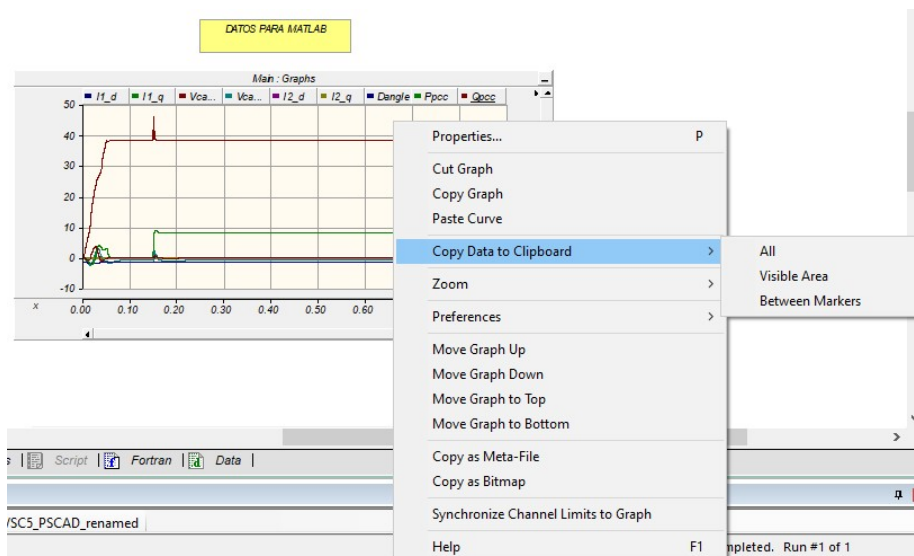 DATOS PARA MATLAB
Main : Graphs
I1_d I1_q Vca... Vca... I2_d I2_q Dangle Ppcc Qpcc
50
40
30
20
10
0
-10
x 0.00 0.10 0.20 0.30 0.40 0.50 0.60
Properties... P
Cut Graph
Copy Graph
Paste Curve
Copy Data to Clipboard >
All
Visible Area
Between Markers
Zoom >
Preferences >
Move Graph Up
Move Graph Down
Move Graph to Top
Move Graph to Bottom
Copy as Meta-File
Copy as Bitmap
Synchronize Channel Limits to Graph
Help F1
s | Script | Fortran | Data |
/SC5_PSCAD_renamed
mpleted. Run #1 of 1